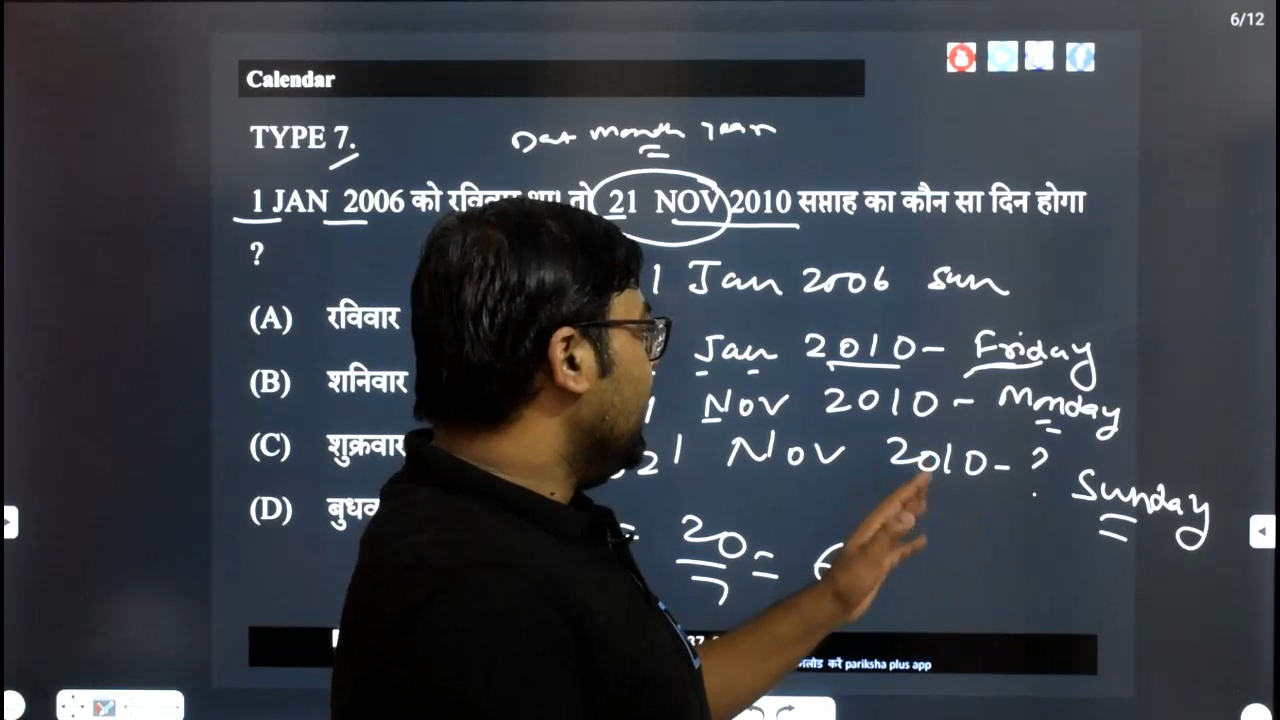 6/12
Calendar
TYPE 7.
Dat Month Year
1 JAN 2006 को रविवार था। तो 21 NOV 2010 सप्ताह का कौन सा दिन होगा
?
1 Jan 2006 Sun
(A) रविवार
Jan 2010 - Friday
(B) शनिवार
1 Nov 2010 - Monday
(C) शुक्रवार
21 Nov 2010 - ?
Sunday
(D)
= 20/7 =
करें pariksha plus app